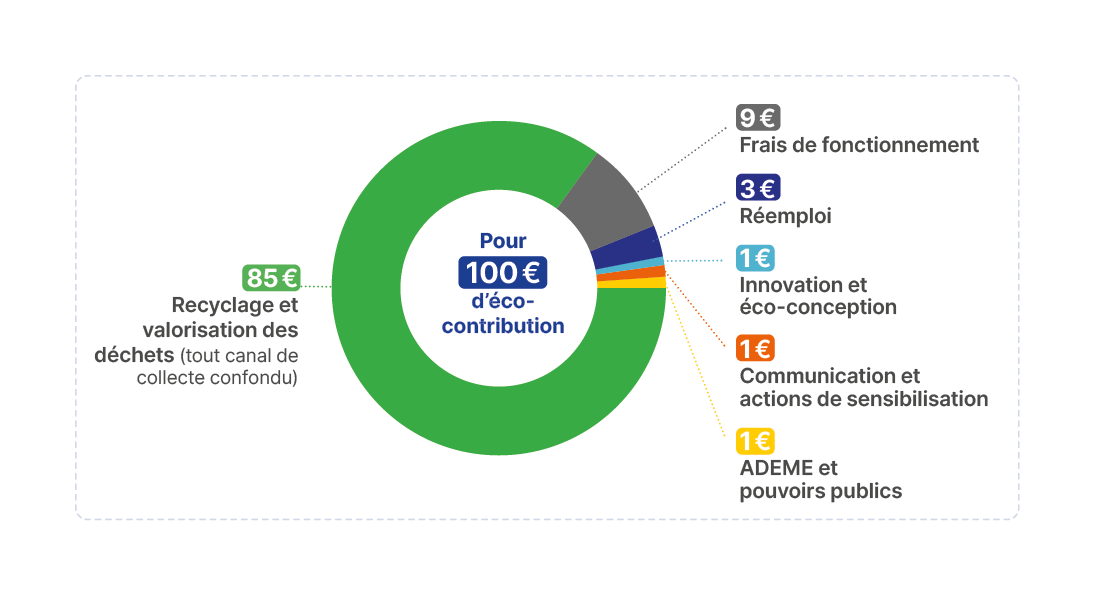 Pour
100 €
d’éco-
contribution
85 €
Recyclage et
valorisation des
déchets (tout canal de
collecte confondu)
9 €
Frais de fonctionnement
3 €
Réemploi
1 €
Innovation et
éco-conception
1 €
Communication et
actions de sensibilisation
1 €
ADEME et
pouvoirs publics